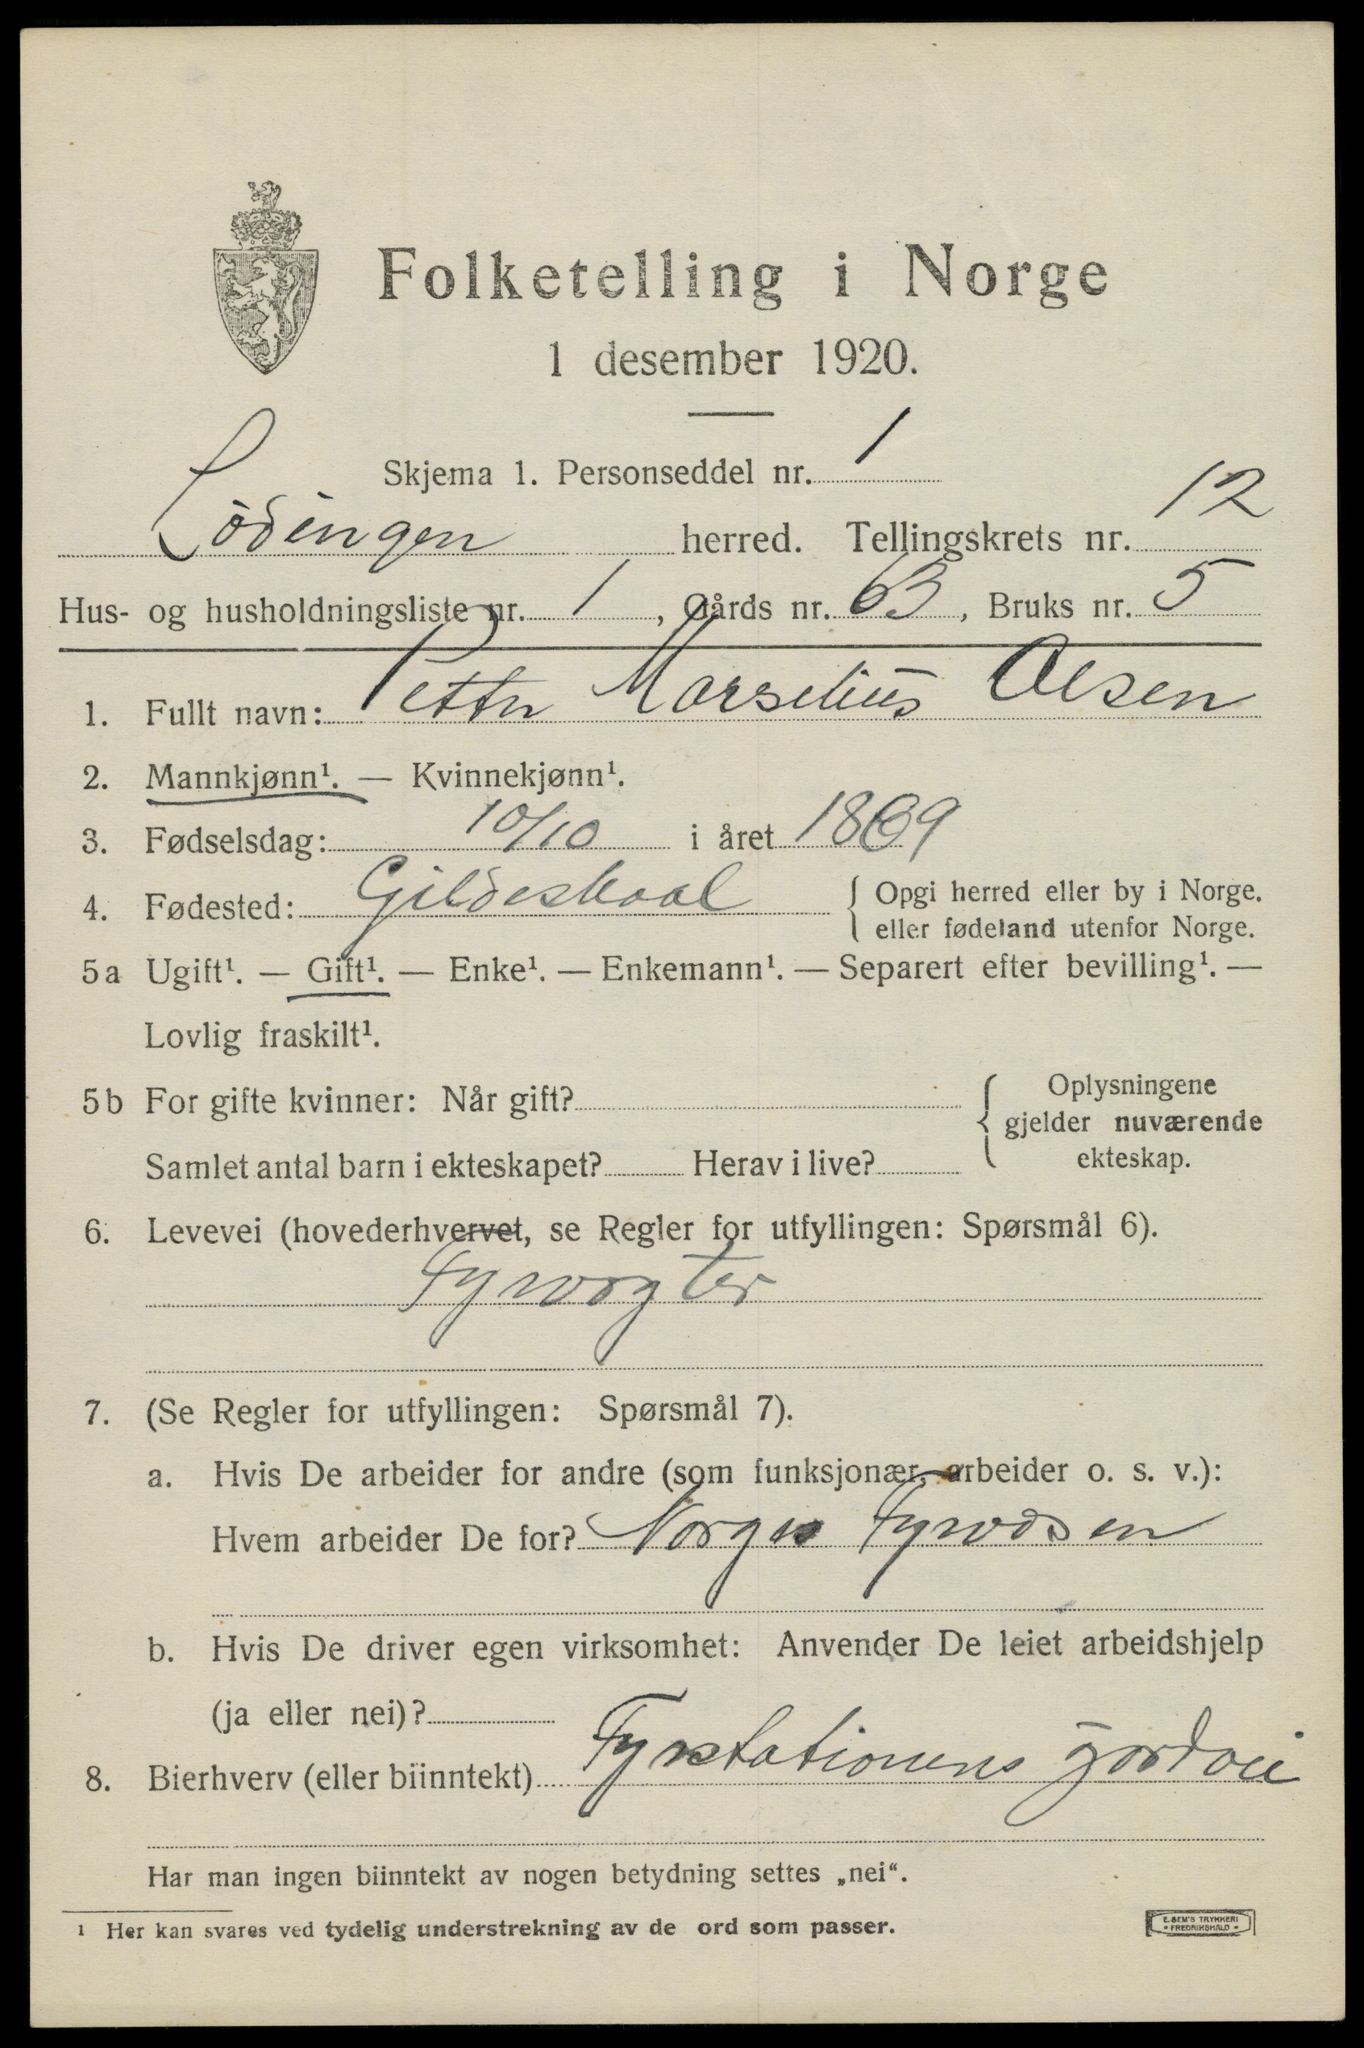 Folketelling i Norge
1 desember 1920.
Skjema 1. Personseddel nr. 1
Lødingen herred. Tellingskrets nr. 12
Hus- og husholdningsliste nr. 1, Gårds nr. 63, Bruks nr. 5
1. Fullt navn: Petter Marselius Olsen
2. Mannkjønn¹. — Kvinnekjønn¹.
3. Fødselsdag: 10/10 i året 1869
4. Fødested: Gildeskaal { Opgi herred eller by i Norge.
eller fødeland utenfor Norge.
5a Ugift¹. — Gift¹. — Enke¹. — Enkemann¹. — Separert efter bevilling¹. —
Lovlig fraskilt¹.
5b For gifte kvinner: Når gift? { Oplysningene
gjelder nuværende
ekteskap.
Samlet antal barn i ekteskapet? Herav i live?
6. Levevei (hovederhvervet, se Regler for utfyllingen: Spørsmål 6).
Fyrvogter
7. (Se Regler for utfyllingen: Spørsmål 7).
a. Hvis De arbeider for andre (som funksjonær, arbeider o. s. v.):
Hvem arbeider De for? Norges Fyrvæsen
b. Hvis De driver egen virksomhet: Anvender De leiet arbeidshjelp
(ja eller nei)?
8. Bierhverv (eller biinntekt) Fyrstationens
Har man ingen biinntekt av nogen betydning settes „nei".
¹ Her kan svares ved tydelig understrekning av de ord som passer.
E. SEM'S TRYKKERI
FREDRIKSHALD